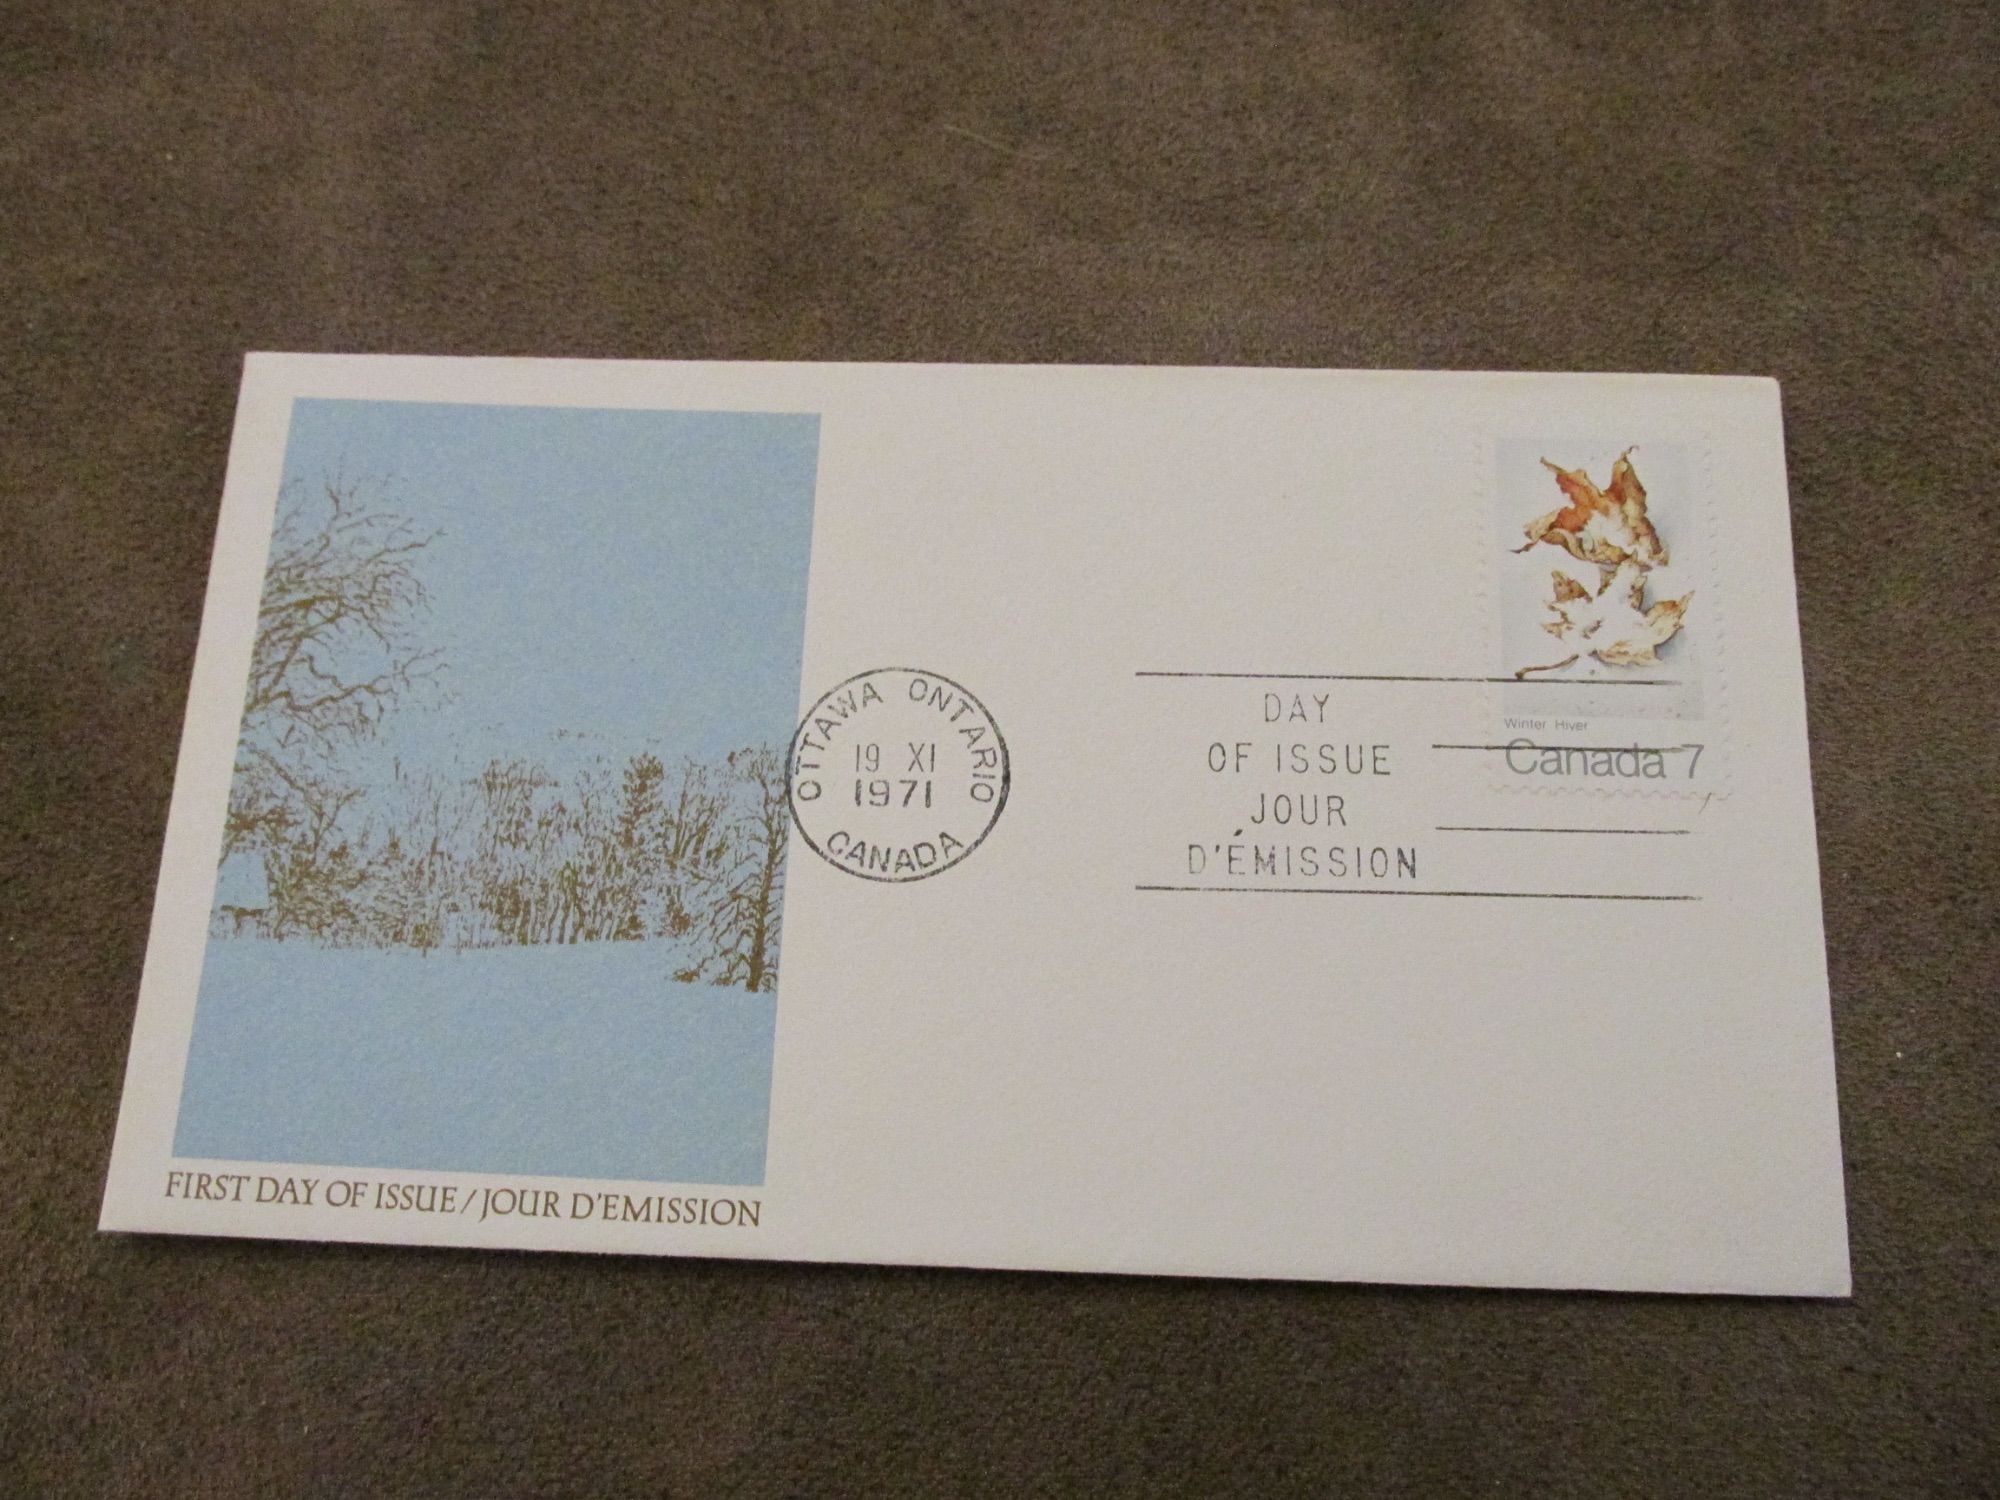 FIRST DAY OF ISSUE/JOUR D'EMISSION
OTTAWA ONTARIO
19 XI
1971
CANADA
DAY
OF ISSUE
JOUR
D'ÉMISSION
Winter Hiver
Canada 7